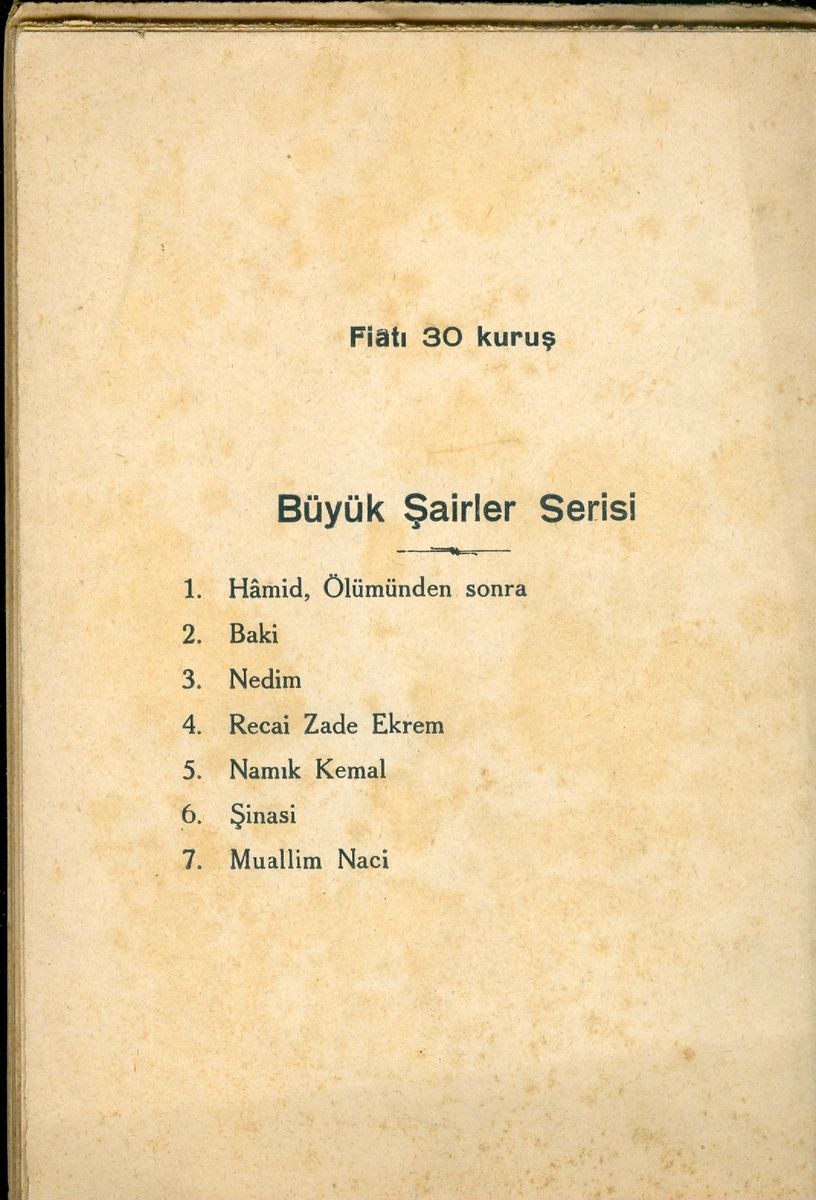 Fiatı 30 kuruş
Büyük Şairler Serisi
1. Hâmid, Ölümünden sonra
2. Baki
3. Nedim
4. Recai Zade Ekrem
5. Namık Kemal
6. Şinasi
7. Muallim Naci